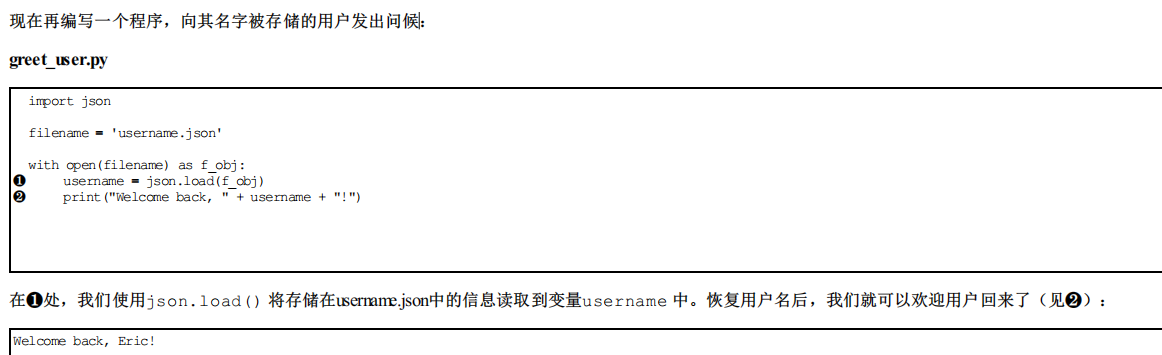 现在再编写一个程序，向其名字被存储的用户发出问候：
greet_user.py
import json
filename = 'username.json'
with open(filename) as f_obj:
❶ username = json.load(f_obj)
❷ print("Welcome back, " + username + "!")
在❶处，我们使用json.load() 将存储在username.json中的信息读取到变量username 中。恢复用户名后，我们就可以欢迎用户回来了（见❷）：
Welcome back, Eric!